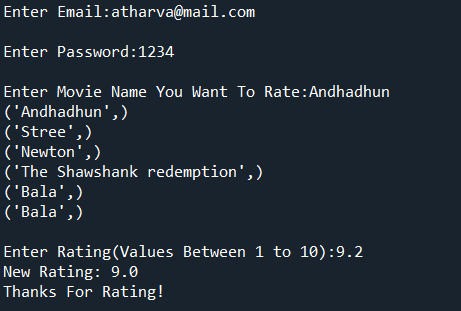 Enter Email:atharva@mail.com
Enter Password:1234
Enter Movie Name You Want To Rate:Andhadhun
('Andhadhun',)
('Stree',)
('Newton',)
('The Shawshank redemption',)
('Bala',)
('Bala',)
Enter Rating(Values Between 1 to 10):9.2
New Rating: 9.0
Thanks For Rating!